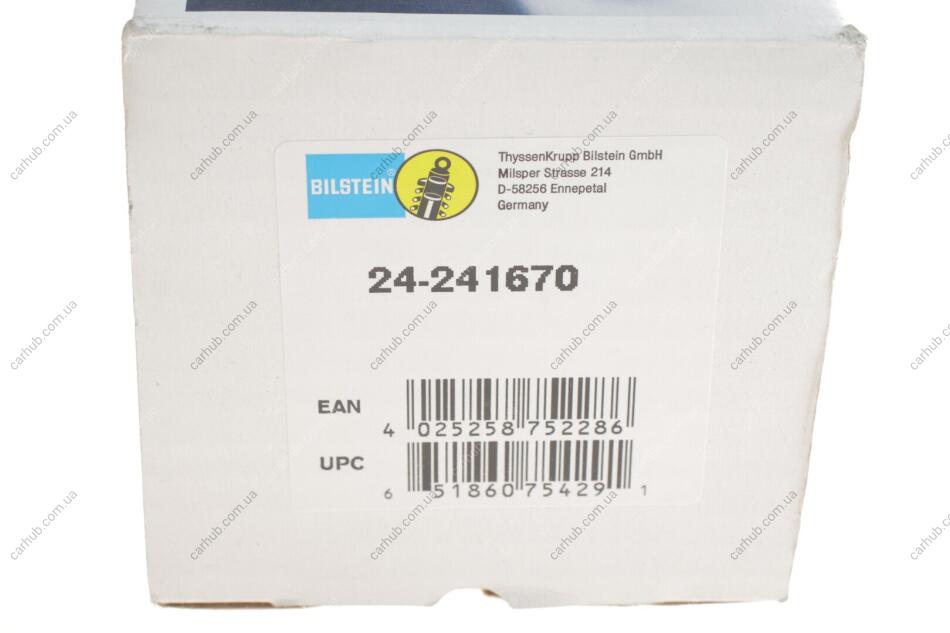 BILSTEIN®
ThyssenKrupp Bilstein GmbH
Milsper Strasse 214
D-58256 Ennepetal
Germany
24-241670
EAN
4 025258 752286
UPC
6 51860 75429 1
carhub.com.ua